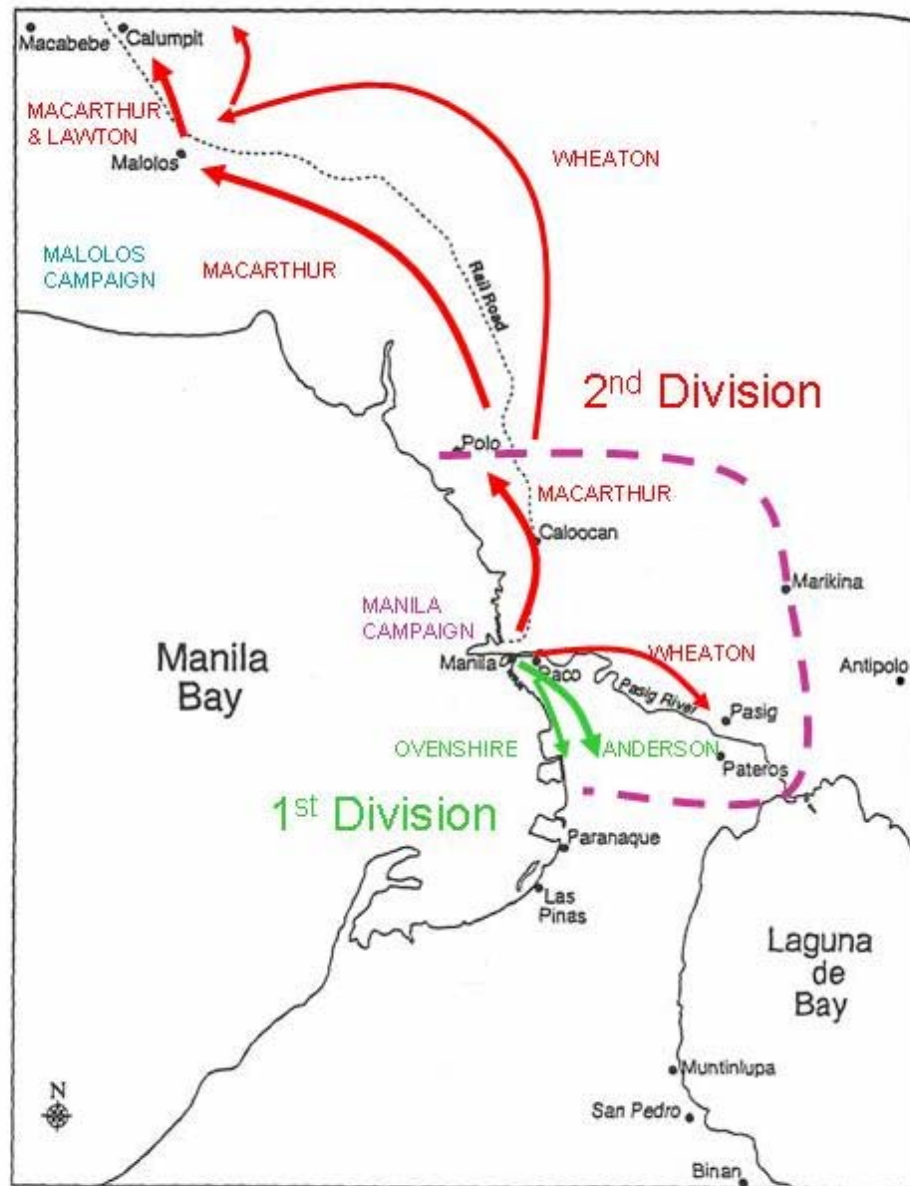 Macabebe
Calumpit
MACARTHUR
& LAWTON
Malolos
WHEATON
MALOLOS
CAMPAIGN
MACARTHUR
Rail Road
2nd Division
Polo
MACARTHUR
Caloocan
Marikina
MANILA
CAMPAIGN
Manila
Bay
Manila
Paco
WHEATON
Pasig River
Antipolo
Pasig
OVENSHIRE
ANDERSON
Pateros
1st Division
Paranaque
Las
Pinas
Laguna
de
Bay
Muntinlupa
N
San Pedro
Binan